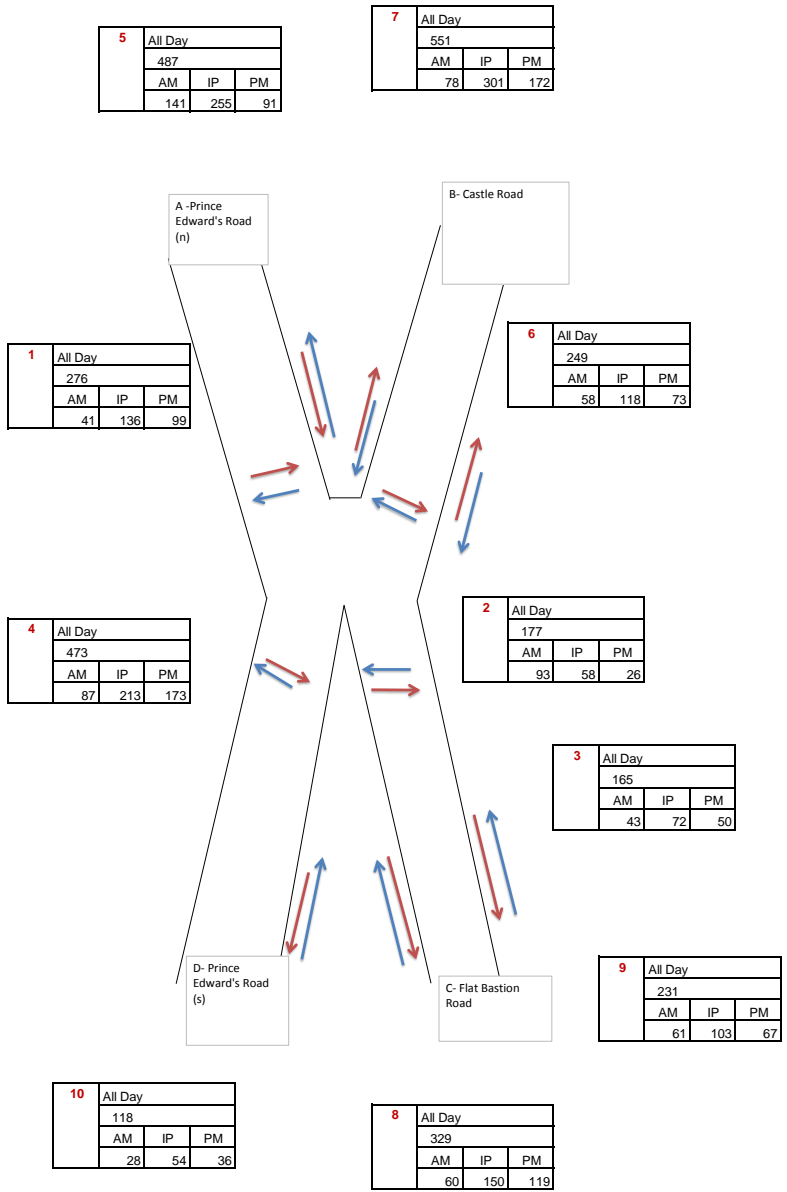 7 All Day
551
AM IP PM
78 301 172
5 All Day
487
AM IP PM
141 255 91
A -Prince
Edward's Road
(n)
B- Castle Road
6 All Day
249
AM IP PM
58 118 73
1 All Day
276
AM IP PM
41 136 99
2 All Day
177
AM IP PM
93 58 26
4 All Day
473
AM IP PM
87 213 173
3 All Day
165
AM IP PM
43 72 50
D- Prince
Edward's Road
(s)
C- Flat Bastion
Road
9 All Day
231
AM IP PM
61 103 67
10 All Day
118
AM IP PM
28 54 36
8 All Day
329
AM IP PM
60 150 119